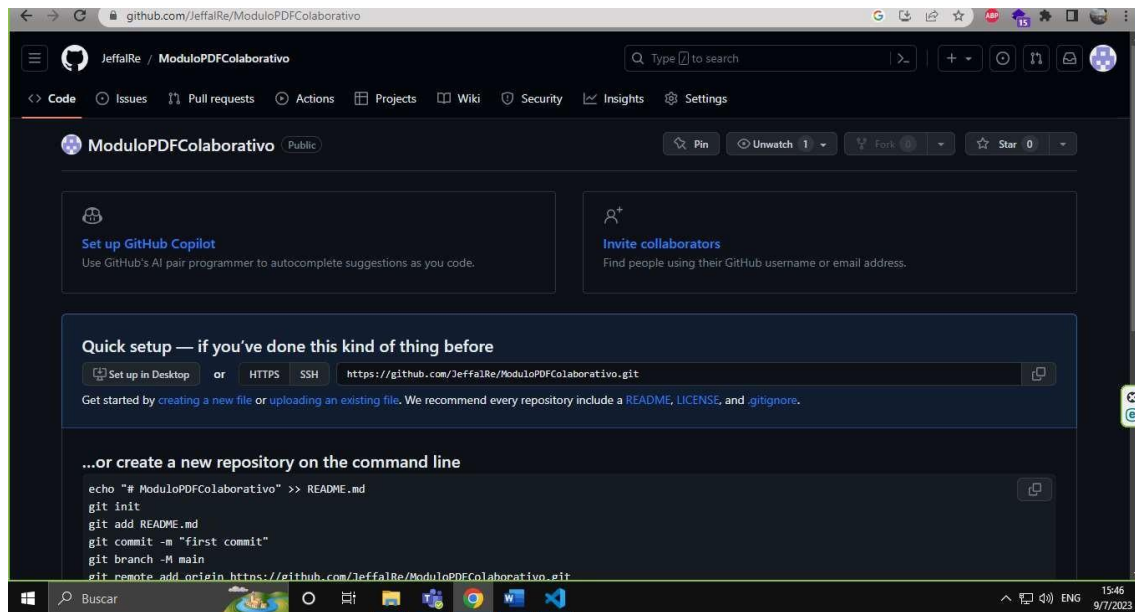 github.com/JeffalRe/ModuloPDFColaborativo
JeffalRe / ModuloPDFColaborativo
Type / to search
<> Code Issues Pull requests Actions Projects Wiki Security Insights Settings
ModuloPDFColaborativo Public
Pin Unwatch 1 Fork 0 Star 0
Set up GitHub Copilot
Use GitHub's AI pair programmer to autocomplete suggestions as you code.
Invite collaborators
Find people using their GitHub username or email address.
Quick setup — if you've done this kind of thing before
Set up in Desktop or HTTPS SSH https://github.com/JeffalRe/ModuloPDFColaborativo.git
Get started by creating a new file or uploading an existing file. We recommend every repository include a README, LICENSE, and .gitignore.
...or create a new repository on the command line
echo "# ModuloPDFColaborativo" >> README.md
git init
git add README.md
git commit -m "first commit"
git branch -M main
git remote add origin https://github.com/JeffalRe/ModuloPDFColaborativo.git
Buscar
ENG
15:46
9/7/2023